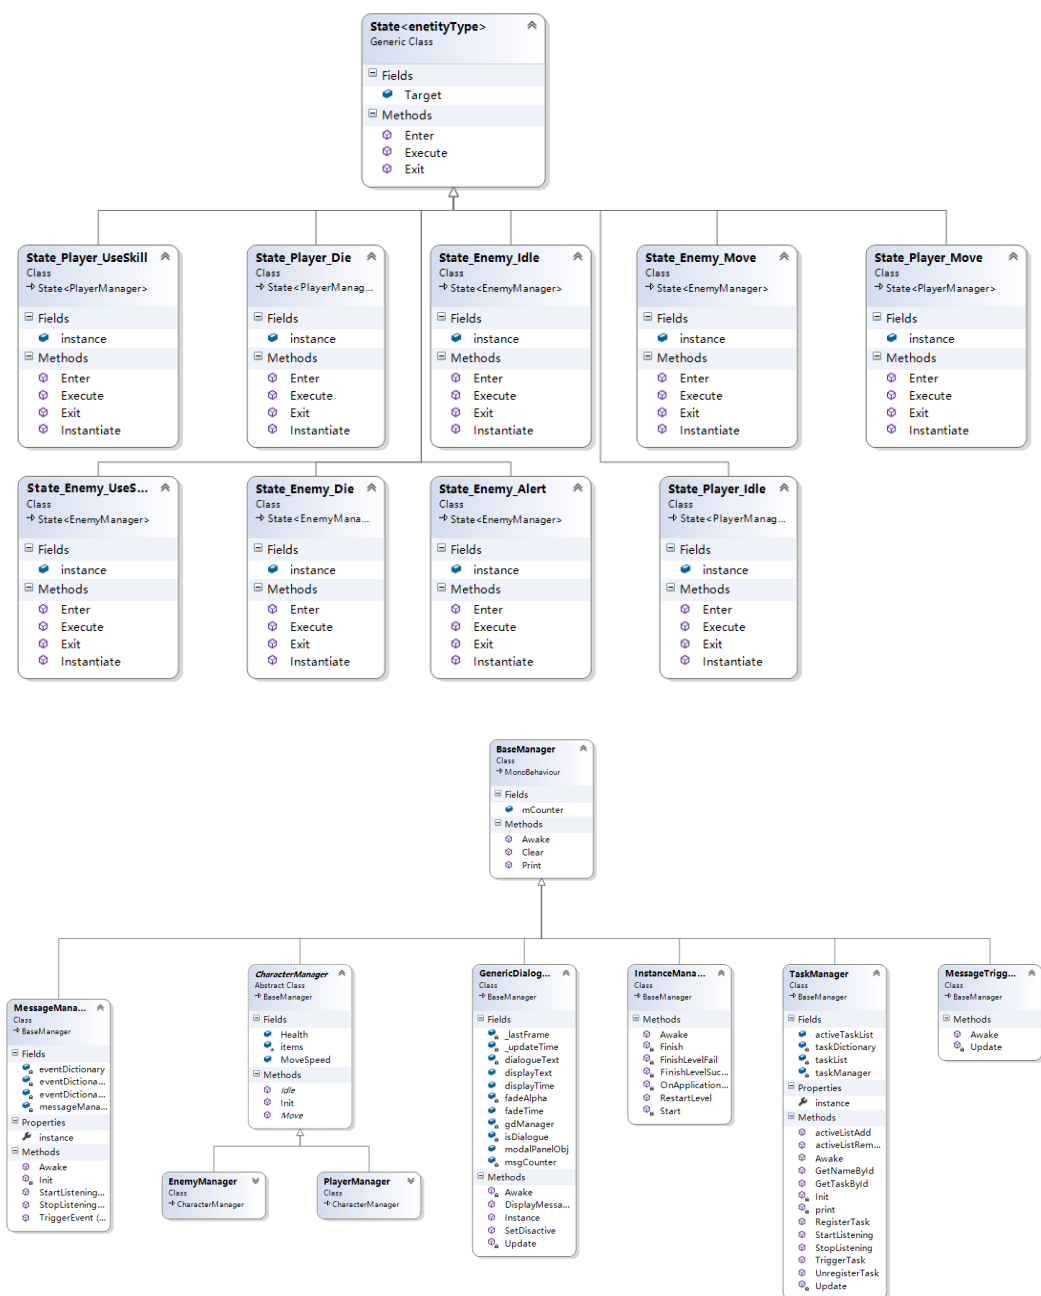 State<enetityType>
Generic Class
Fields
Target
Methods
Enter
Execute
Exit
State_Player_UseSkill
Class
State<PlayerManager>
Fields
instance
Methods
Enter
Execute
Exit
Instantiate
State_Player_Die
Class
State<PlayerManag...
Fields
instance
Methods
Enter
Execute
Exit
Instantiate
State_Enemy_Idle
Class
State<EnemyManager>
Fields
instance
Methods
Enter
Execute
Exit
Instantiate
State_Enemy_Move
Class
State<EnemyManager>
Fields
instance
Methods
Enter
Execute
Exit
Instantiate
State_Player_Move
Class
State<PlayerManager>
Fields
instance
Methods
Enter
Execute
Exit
Instantiate
State_Enemy_UseS...
Class
State<EnemyManager>
Fields
instance
Methods
Enter
Execute
Exit
Instantiate
State_Enemy_Die
Class
State<EnemyMana...
Fields
instance
Methods
Enter
Execute
Exit
Instantiate
State_Enemy_Alert
Class
State<EnemyManager>
Fields
instance
Methods
Enter
Execute
Exit
Instantiate
State_Player_Idle
Class
State<PlayerManag...
Fields
instance
Methods
Enter
Execute
Exit
Instantiate
BaseManager
Class
MonoBehaviour
Fields
mCounter
Methods
Awake
Clear
Print
MessageMana...
Class
BaseManager
Fields
eventDictionary
eventDictiona...
eventDictiona...
messageMana...
Properties
instance
Methods
Awake
Init
StartListening...
StopListening...
TriggerEvent (...
CharacterManager
Abstract Class
BaseManager
Fields
Health
items
MoveSpeed
Methods
Idle
Init
Move
EnemyManager
Class
CharacterManager
PlayerManager
Class
CharacterManager
GenericDialog...
Class
BaseManager
Fields
_lastFrame
_updateTime
dialogueText
displayText
displayTime
fadeAlpha
fadeTime
gdManager
isDialogue
modalPanelObj
msgCounter
Methods
Awake
DisplayMessa...
Instance
SetDisactive
Update
InstanceMana...
Class
BaseManager
Methods
Awake
Finish
FinishLevelFail
FinishLevelSuc...
OnApplication...
RestartLevel
Start
TaskManager
Class
BaseManager
Fields
activeTaskList
taskDictionary
taskList
taskManager
Properties
instance
Methods
activeListAdd
activeListRem...
Awake
GetNameById
GetTaskById
Init
print
RegisterTask
StartListening
StopListening
TriggerTask
UnregisterTask
Update
MessageTrigg...
Class
BaseManager
Methods
Awake
Update